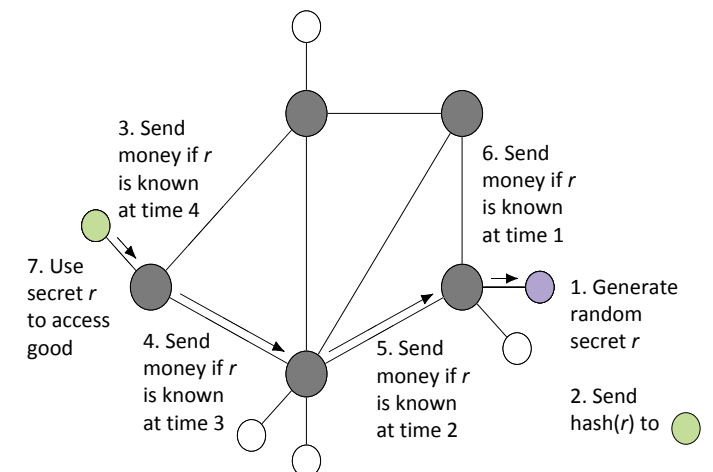 3. Send
money if r
is known
at time 4
6. Send
money if r
is known
at time 1
7. Use
secret r
to access
good
4. Send
money if r
is known
at time 3
5. Send
money if r
is known
at time 2
1. Generate
random
secret r
2. Send
hash(r) to